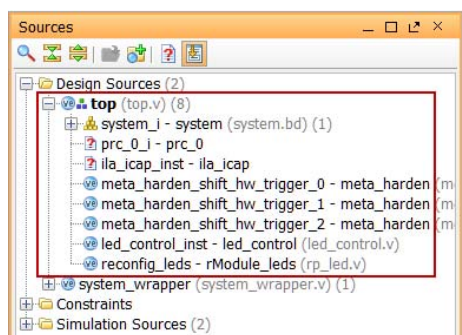 Sources
Design Sources (2)
top (top.v) (8)
system_i - system (system.bd) (1)
prc_0_i - prc_0
ila_icap_inst - ila_icap
meta_harden_shift_hw_trigger_0 - meta_harden (m
meta_harden_shift_hw_trigger_1 - meta_harden (m
meta_harden_shift_hw_trigger_2 - meta_harden (m
led_control_inst - led_control (led_control.v)
reconfig_leds - rModule_leds (rp_led.v)
system_wrapper (system_wrapper.v) (1)
Constraints
Simulation Sources (2)